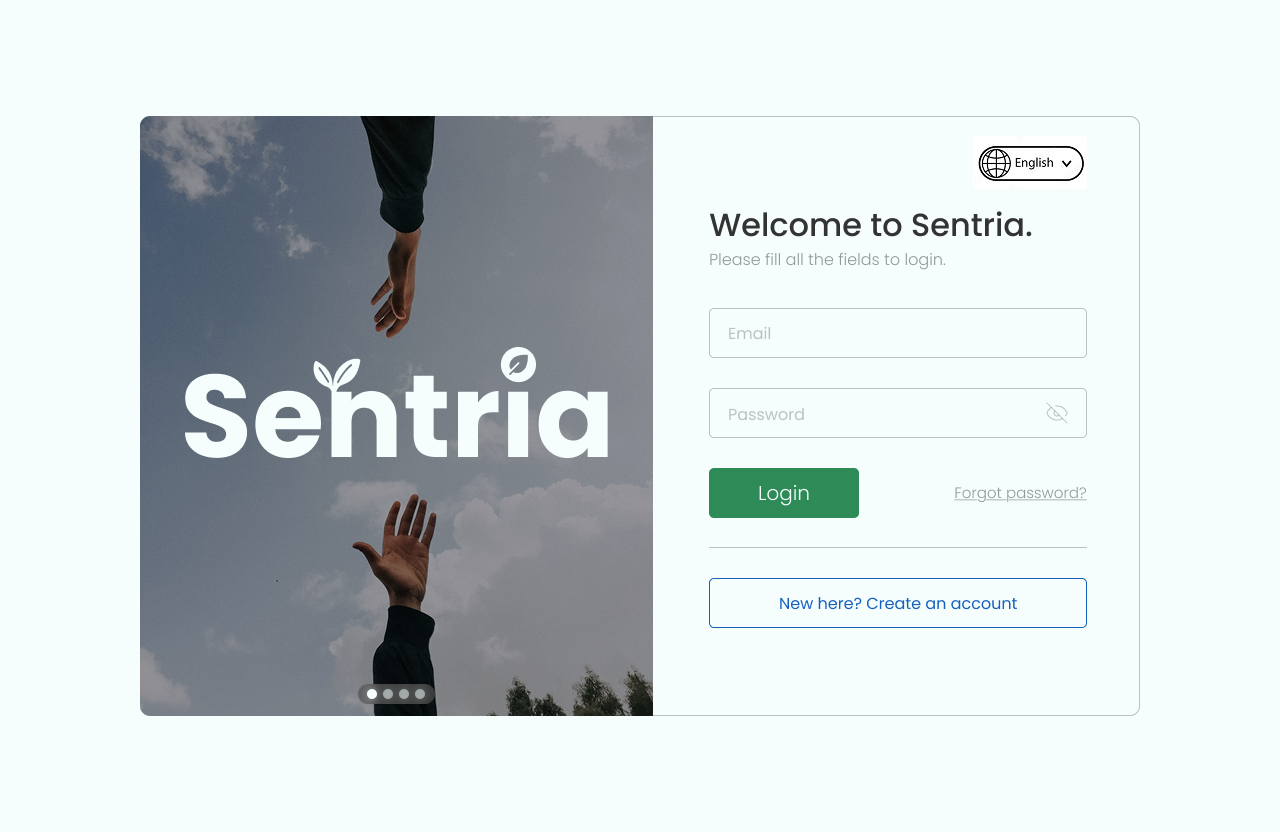 Sentria
English
Welcome to Sentria.
Please fill all the fields to login.
Email
Password
Login
Forgot password?
New here? Create an account